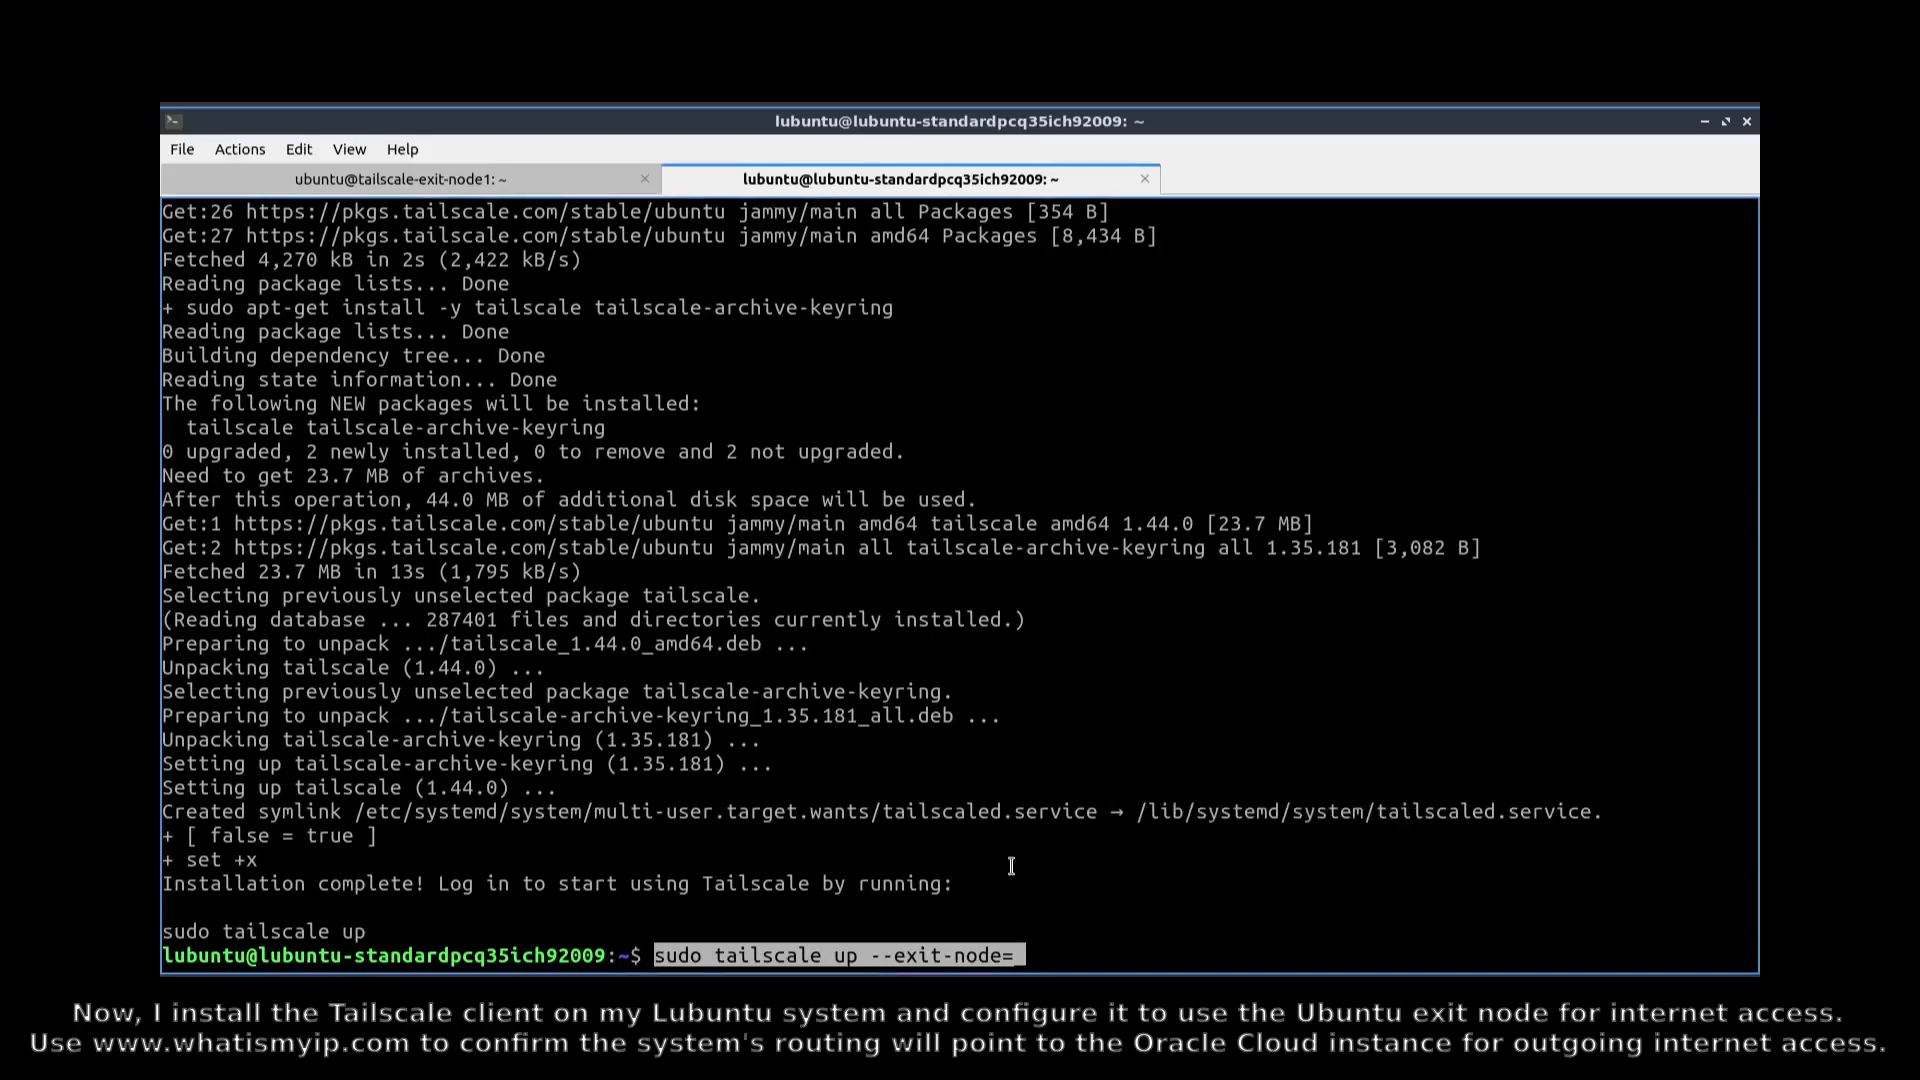 lubuntu@lubuntu-standardpcq35ich92009: ~
File Actions Edit View Help
ubuntu@tailscale-exit-node1: ~ × lubuntu@lubuntu-standardpcq35ich92009: ~ ×
Get:26 https://pkgs.tailscale.com/stable/ubuntu jammy/main all Packages [354 B]
Get:27 https://pkgs.tailscale.com/stable/ubuntu jammy/main amd64 Packages [8,434 B]
Fetched 4,270 kB in 2s (2,422 kB/s)
Reading package lists... Done
+ sudo apt-get install -y tailscale tailscale-archive-keyring
Reading package lists... Done
Building dependency tree... Done
Reading state information... Done
The following NEW packages will be installed:
  tailscale tailscale-archive-keyring
0 upgraded, 2 newly installed, 0 to remove and 2 not upgraded.
Need to get 23.7 MB of archives.
After this operation, 44.0 MB of additional disk space will be used.
Get:1 https://pkgs.tailscale.com/stable/ubuntu jammy/main amd64 tailscale amd64 1.44.0 [23.7 MB]
Get:2 https://pkgs.tailscale.com/stable/ubuntu jammy/main all tailscale-archive-keyring all 1.35.181 [3,082 B]
Fetched 23.7 MB in 13s (1,795 kB/s)
Selecting previously unselected package tailscale.
(Reading database ... 287401 files and directories currently installed.)
Preparing to unpack .../tailscale_1.44.0_amd64.deb ...
Unpacking tailscale (1.44.0) ...
Selecting previously unselected package tailscale-archive-keyring.
Preparing to unpack .../tailscale-archive-keyring_1.35.181_all.deb ...
Unpacking tailscale-archive-keyring (1.35.181) ...
Setting up tailscale-archive-keyring (1.35.181) ...
Setting up tailscale (1.44.0) ...
Created symlink /etc/systemd/system/multi-user.target.wants/tailscaled.service → /lib/systemd/system/tailscaled.service.
+ [ false = true ]
+ set +x
Installation complete! Log in to start using Tailscale by running:
sudo tailscale up
lubuntu@lubuntu-standardpcq35ich92009:~$ sudo tailscale up --exit-node=
Now, I install the Tailscale client on my Lubuntu system and configure it to use the Ubuntu exit node for internet access.
Use www.whatismyip.com to confirm the system's routing will point to the Oracle Cloud instance for outgoing internet access.